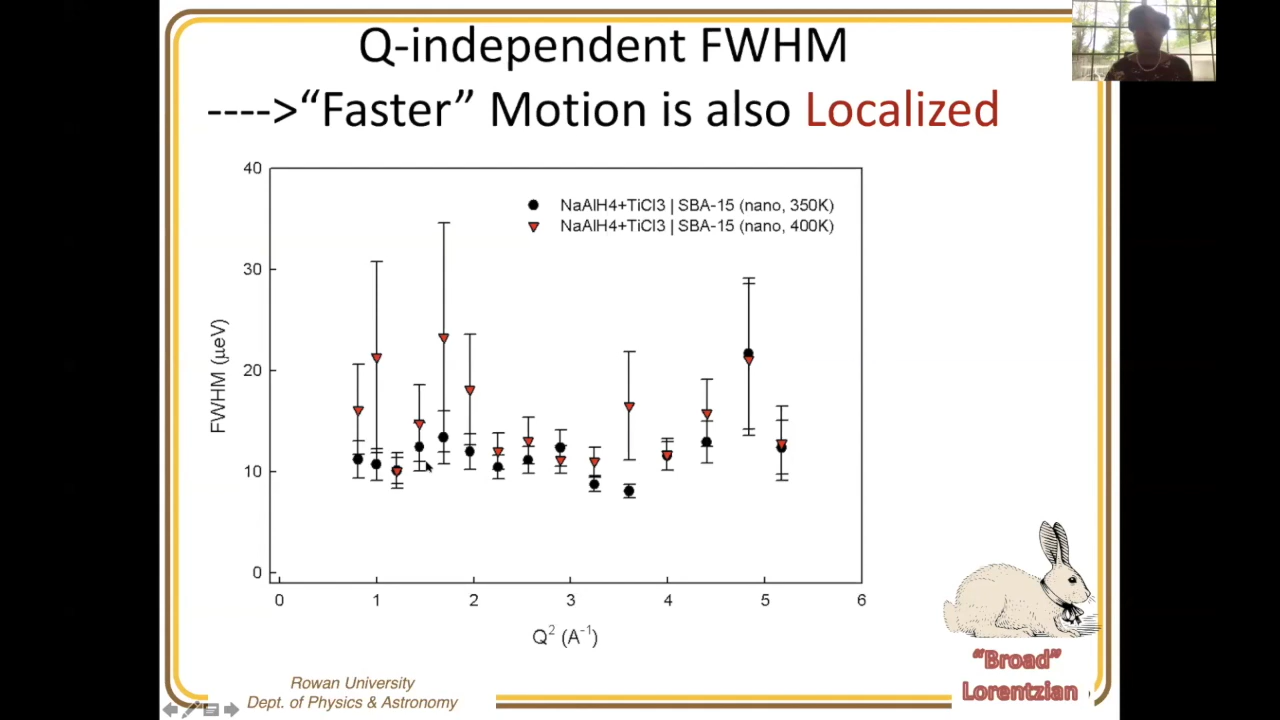 Q-independent FWHM
---->“Faster” Motion is also Localized
40
30
20
10
0
FWHM (μeV)
NaAlH4+TiCl3 | SBA-15 (nano, 350K)
NaAlH4+TiCl3 | SBA-15 (nano, 400K)
0 1 2 3 4 5 6
Q² (A⁻¹)
“Broad”
Lorentzian
Rowan University
Dept. of Physics & Astronomy